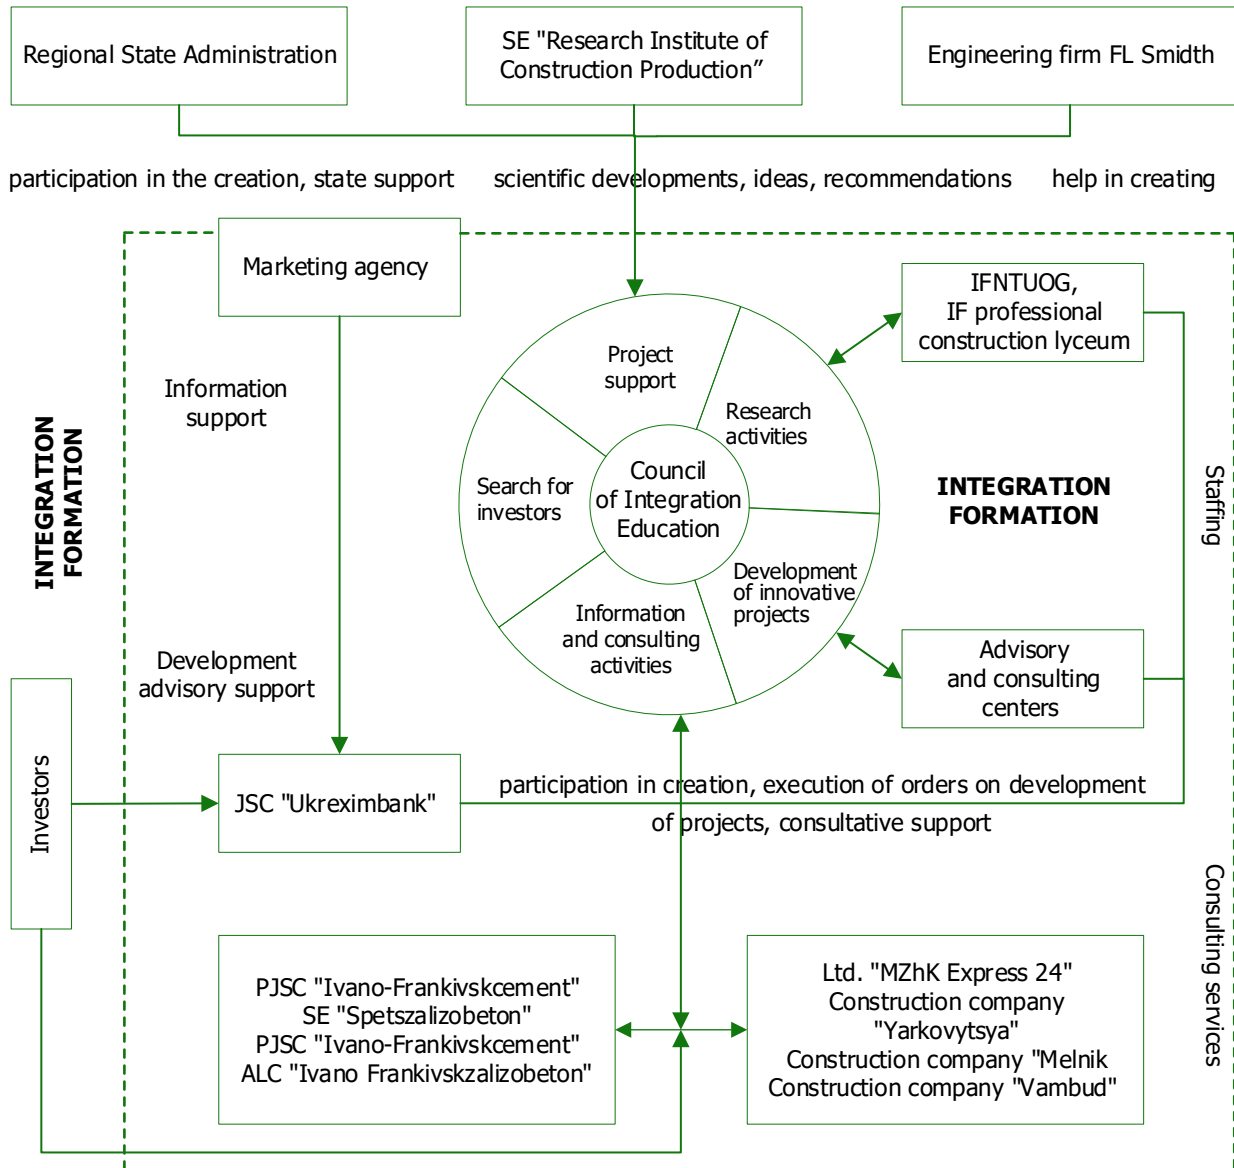 Regional State Administration
SE "Research Institute of
Construction Production”
Engineering firm FL Smidth
participation in the creation, state support
scientific developments, ideas, recommendations
help in creating
Marketing agency
IFNTUOG,
IF professional
construction lyceum
Project
support
Information
support
Research
activities
INTEGRATION
FORMATION
Council
of Integration
Education
Search for
investors
INTEGRATION
FORMATION
Staffing
Development
of innovative
projects
Information
and consulting
activities
Development
advisory support
Advisory
and consulting
centers
Investors
JSC "Ukreximbank"
participation in creation, execution of orders on development
of projects, consultative support
Consulting services
PJSC "Ivano-Frankivskcement"
SE "Spetszalizobeton"
PJSC "Ivano-Frankivskcement"
ALC "Ivano Frankivskzalizobeton"
Ltd. "MZhK Express 24"
Construction company
"Yarkovytsya"
Construction company "Melnik
Construction company "Vambud"